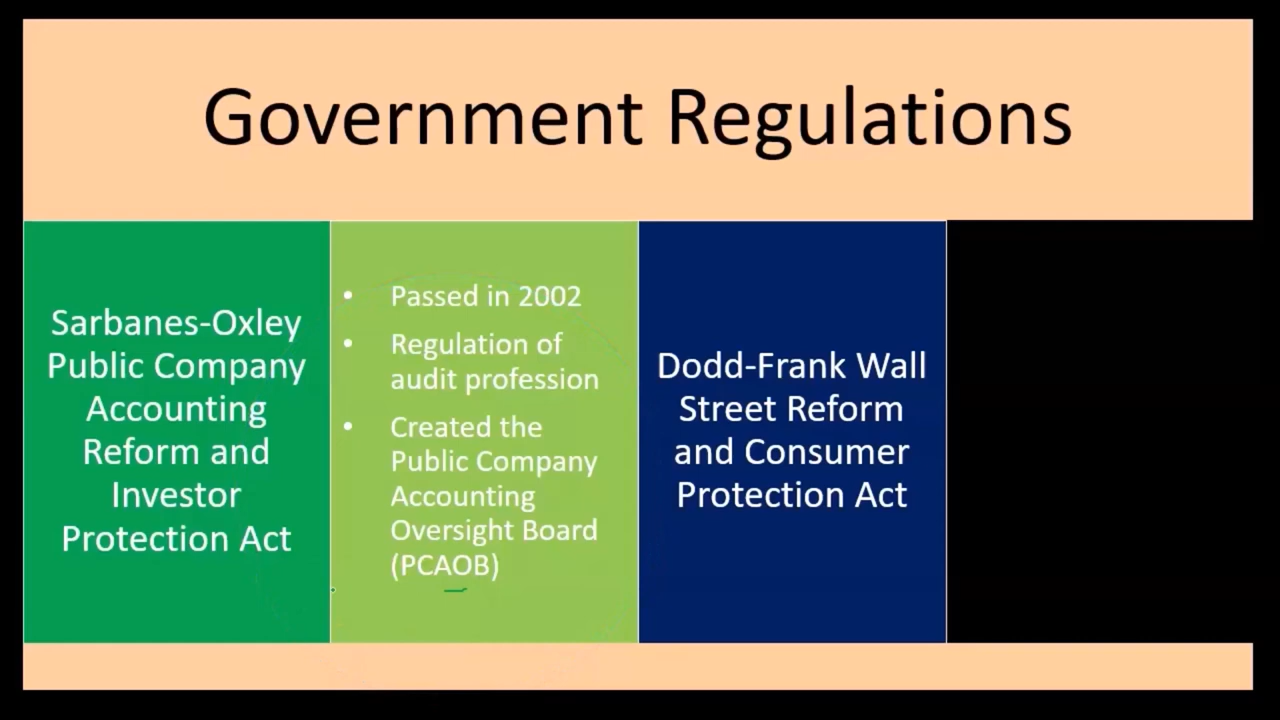 Government Regulations
Sarbanes-Oxley
Public Company
Accounting
Reform and
Investor
Protection Act
• Passed in 2002
• Regulation of
audit profession
• Created the
Public Company
Accounting
Oversight Board
(PCAOB)
Dodd-Frank Wall
Street Reform
and Consumer
Protection Act